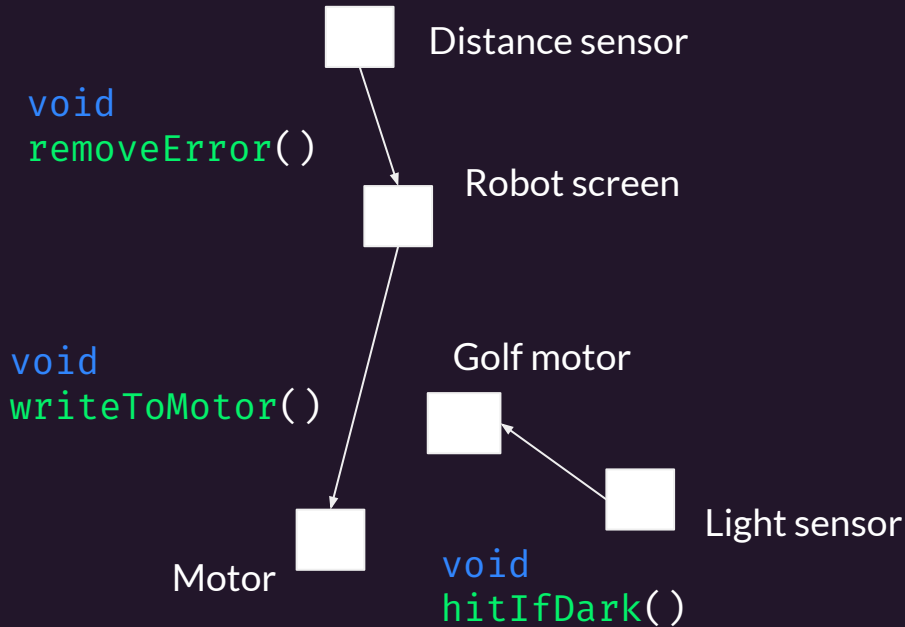 Distance sensor
void
removeError()
Robot screen
void
writeToMotor()
Golf motor
Light sensor
Motor
void
hitIfDark()